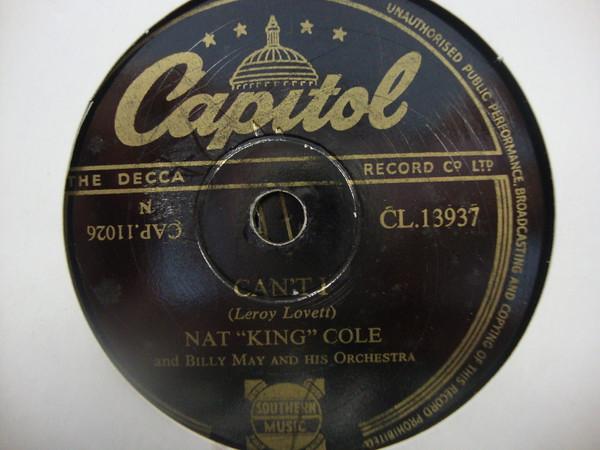 UNAUTHORISED PUBLIC PERFORMANCE, BROADCASTING AND COPYING OF THIS RECORD PROHIBITED
Capitol
THE DECCA RECORD CO LTD.
N
CAP.11026
CL.13937
CAN'T I
(Leroy Lovett)
NAT "KING" COLE
and BILLY MAY AND HIS ORCHESTRA
SOUTHERN
MUSIC